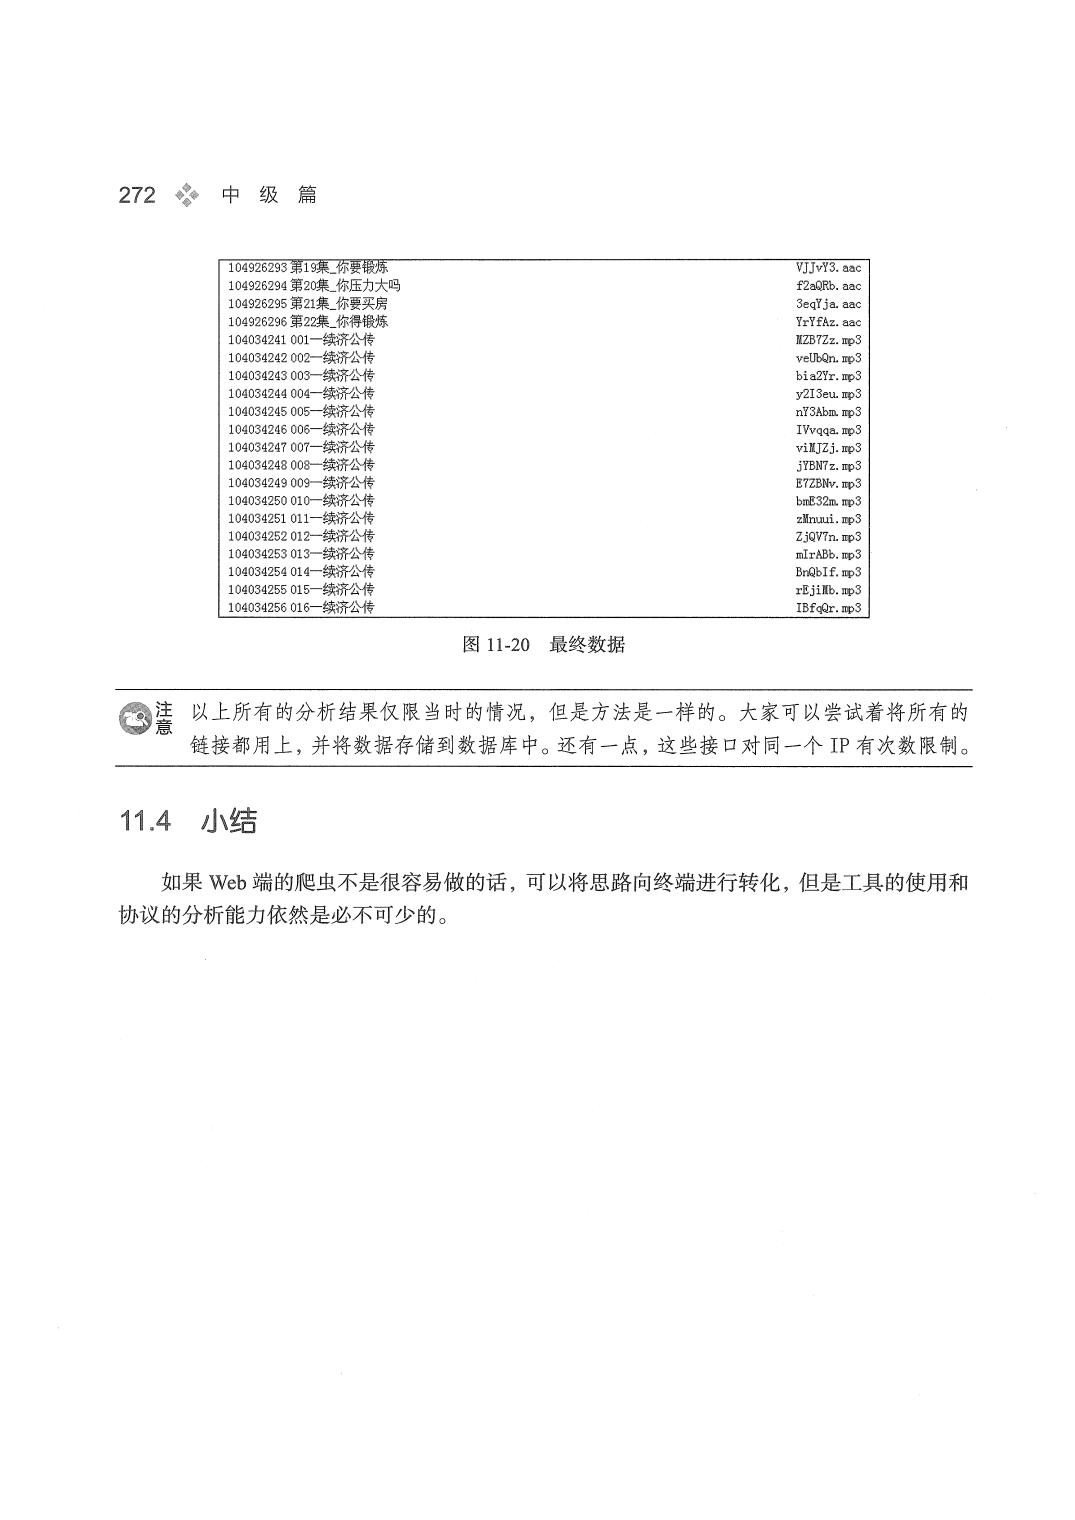 272 中 级 篇
104926293 第19集_你要锻炼 VJJvY3.aac
104926294 第20集_你压力大吗 f2aQRb.aac
104926295 第21集_你要买房 3eqYja.aac
104926296 第22集_你得锻炼 YrYfAz.aac
104034241 001—续济公传 MZB7Zz.mp3
104034242 002—续济公传 veUbQn.mp3
104034243 003—续济公传 bia2Yr.mp3
104034244 004—续济公传 y2I3eu.mp3
104034245 005—续济公传 nY3Abm.mp3
104034246 006—续济公传 IVvqqa.mp3
104034247 007—续济公传 viMJZj.mp3
104034248 008—续济公传 jYBN7z.mp3
104034249 009—续济公传 E7ZBNv.mp3
104034250 010—续济公传 bmE32m.mp3
104034251 011—续济公传 zMnuui.mp3
104034252 012—续济公传 ZjQV7n.mp3
104034253 013—续济公传 mIrABb.mp3
104034254 014—续济公传 BnQbIf.mp3
104034255 015—续济公传 rEjiMb.mp3
104034256 016—续济公传 IBfqQr.mp3
图 11-20 最终数据
注意 以上所有的分析结果仅限当时的情况，但是方法是一样的。大家可以尝试着将所有的
链接都用上，并将数据存储到数据库中。还有一点，这些接口对同一个 IP 有次数限制。
11.4 小结
如果 Web 端的爬虫不是很容易做的话，可以将思路向终端进行转化，但是工具的使用和
协议的分析能力依然是必不可少的。